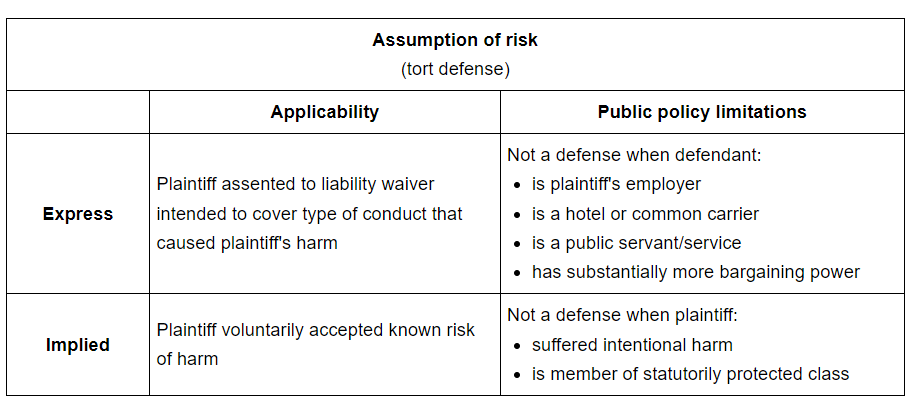 Assumption of risk
(tort defense)
Applicability
Public policy limitations
Express
Plaintiff assented to liability waiver
intended to cover type of conduct that
caused plaintiff's harm
Not a defense when defendant:
• is plaintiff's employer
• is a hotel or common carrier
• is a public servant/service
• has substantially more bargaining power
Implied
Plaintiff voluntarily accepted known risk
of harm
Not a defense when plaintiff:
• suffered intentional harm
• is member of statutorily protected class